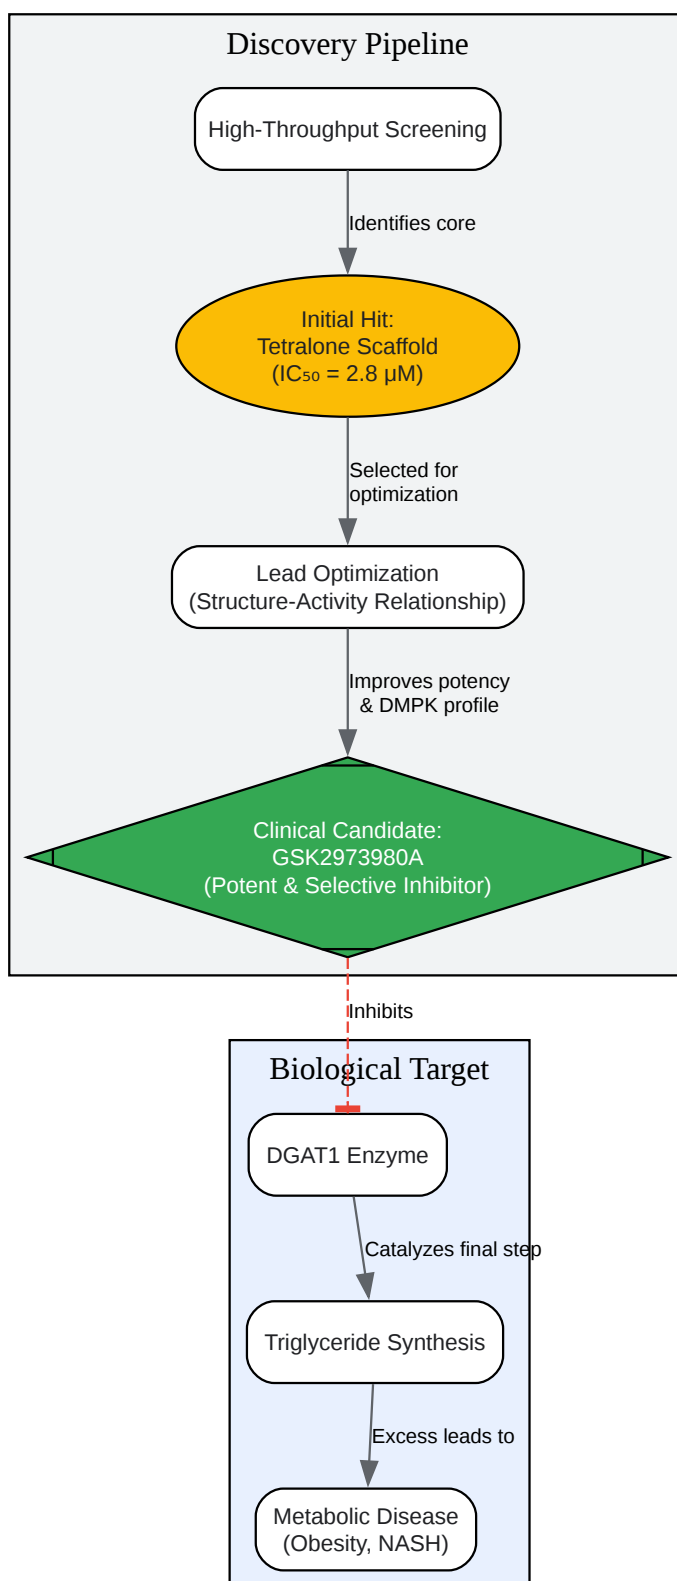 Discovery Pipeline
High-Throughput Screening
Identifies core
Initial Hit:
Tetralone Scaffold
(IC₅₀ = 2.8 μM)
Selected for
optimization
Lead Optimization
(Structure-Activity Relationship)
Improves potency
& DMPK profile
Clinical Candidate:
GSK2973980A
(Potent & Selective Inhibitor)
Inhibits
Biological Target
DGAT1 Enzyme
Catalyzes final step
Triglyceride Synthesis
Excess leads to
Metabolic Disease
(Obesity, NASH)